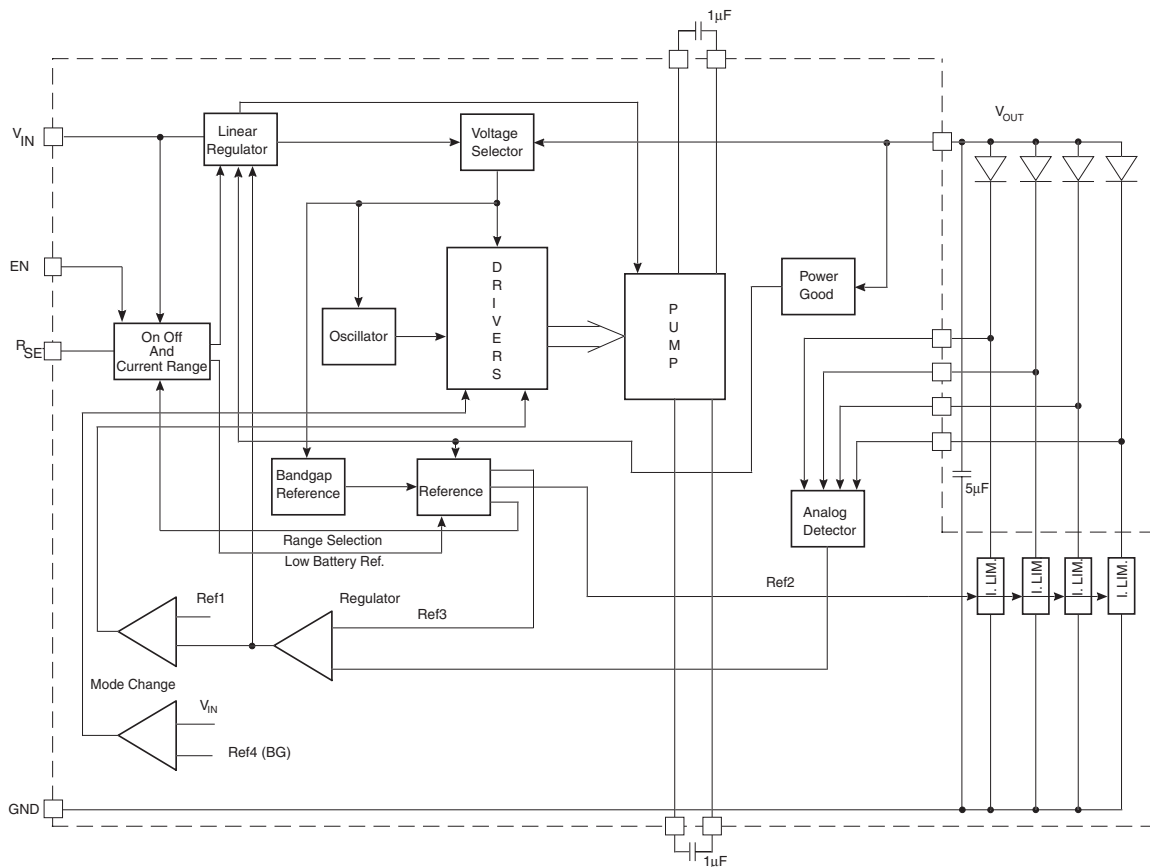 1μF
VIN
Linear
Regulator
Voltage
Selector
VOUT
EN
D
R
I
V
E
R
S
P
U
M
P
Power
Good
RSE
On Off
And
Current Range
Oscillator
Bandgap
Reference
Reference
5μF
Analog
Detector
Range Selection
Low Battery Ref.
Ref2
I. LIM.
I. LIM
I. LIM.
I. LIM.
Ref1
Regulator
Ref3
Mode Change
VIN
Ref4 (BG)
GND
1μF